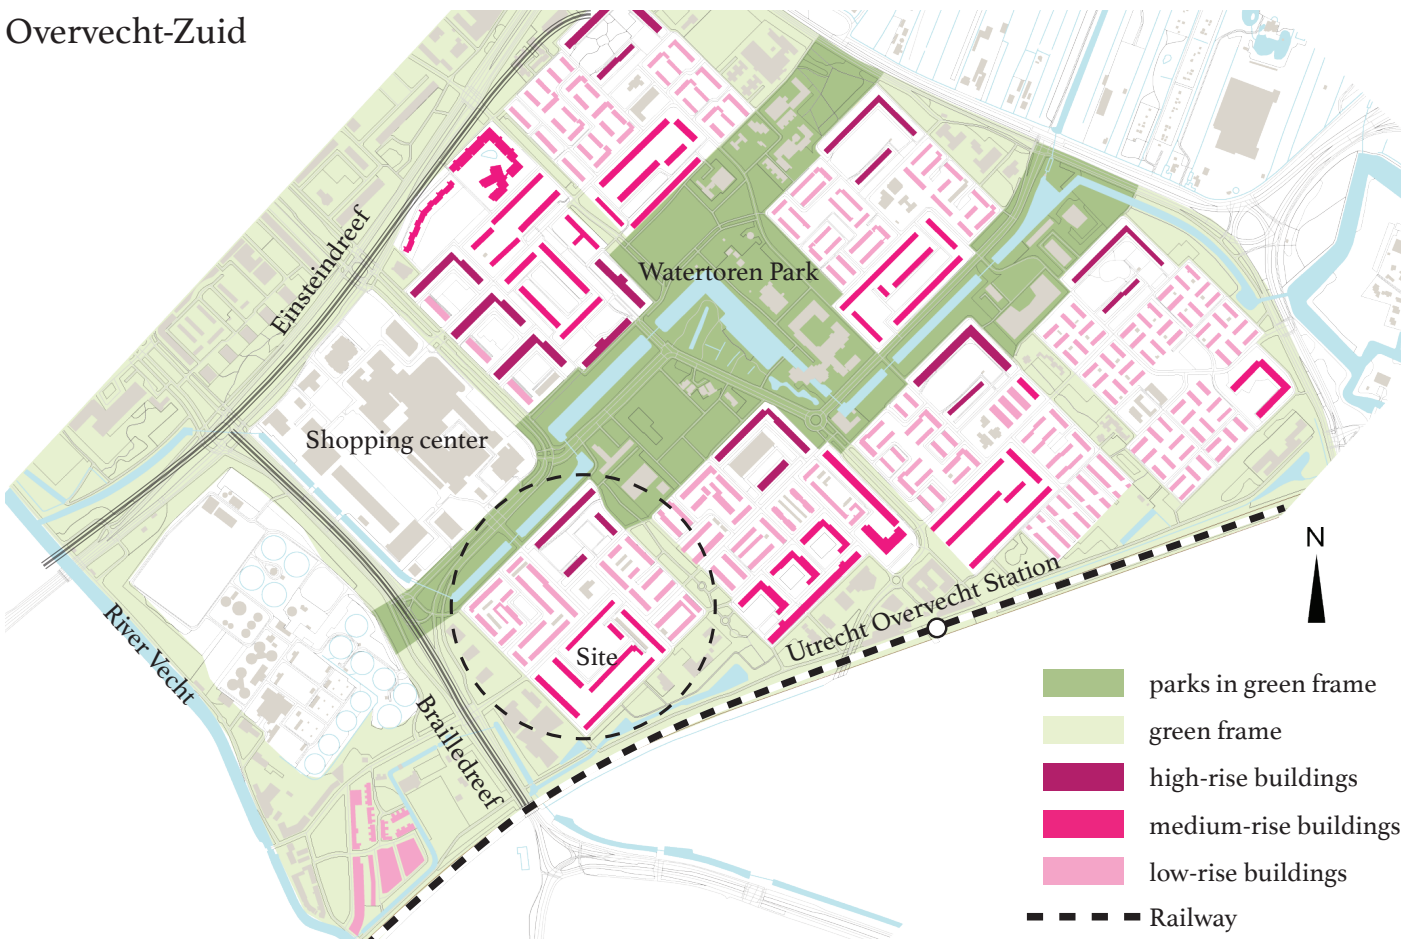 Overvecht-Zuid
Einsteindreef
Watertoren Park
Shopping center
N
Utrecht Overvecht Station
River Vecht
Site
Brailledreef
parks in green frame
green frame
high-rise buildings
medium-rise buildings
low-rise buildings
Railway